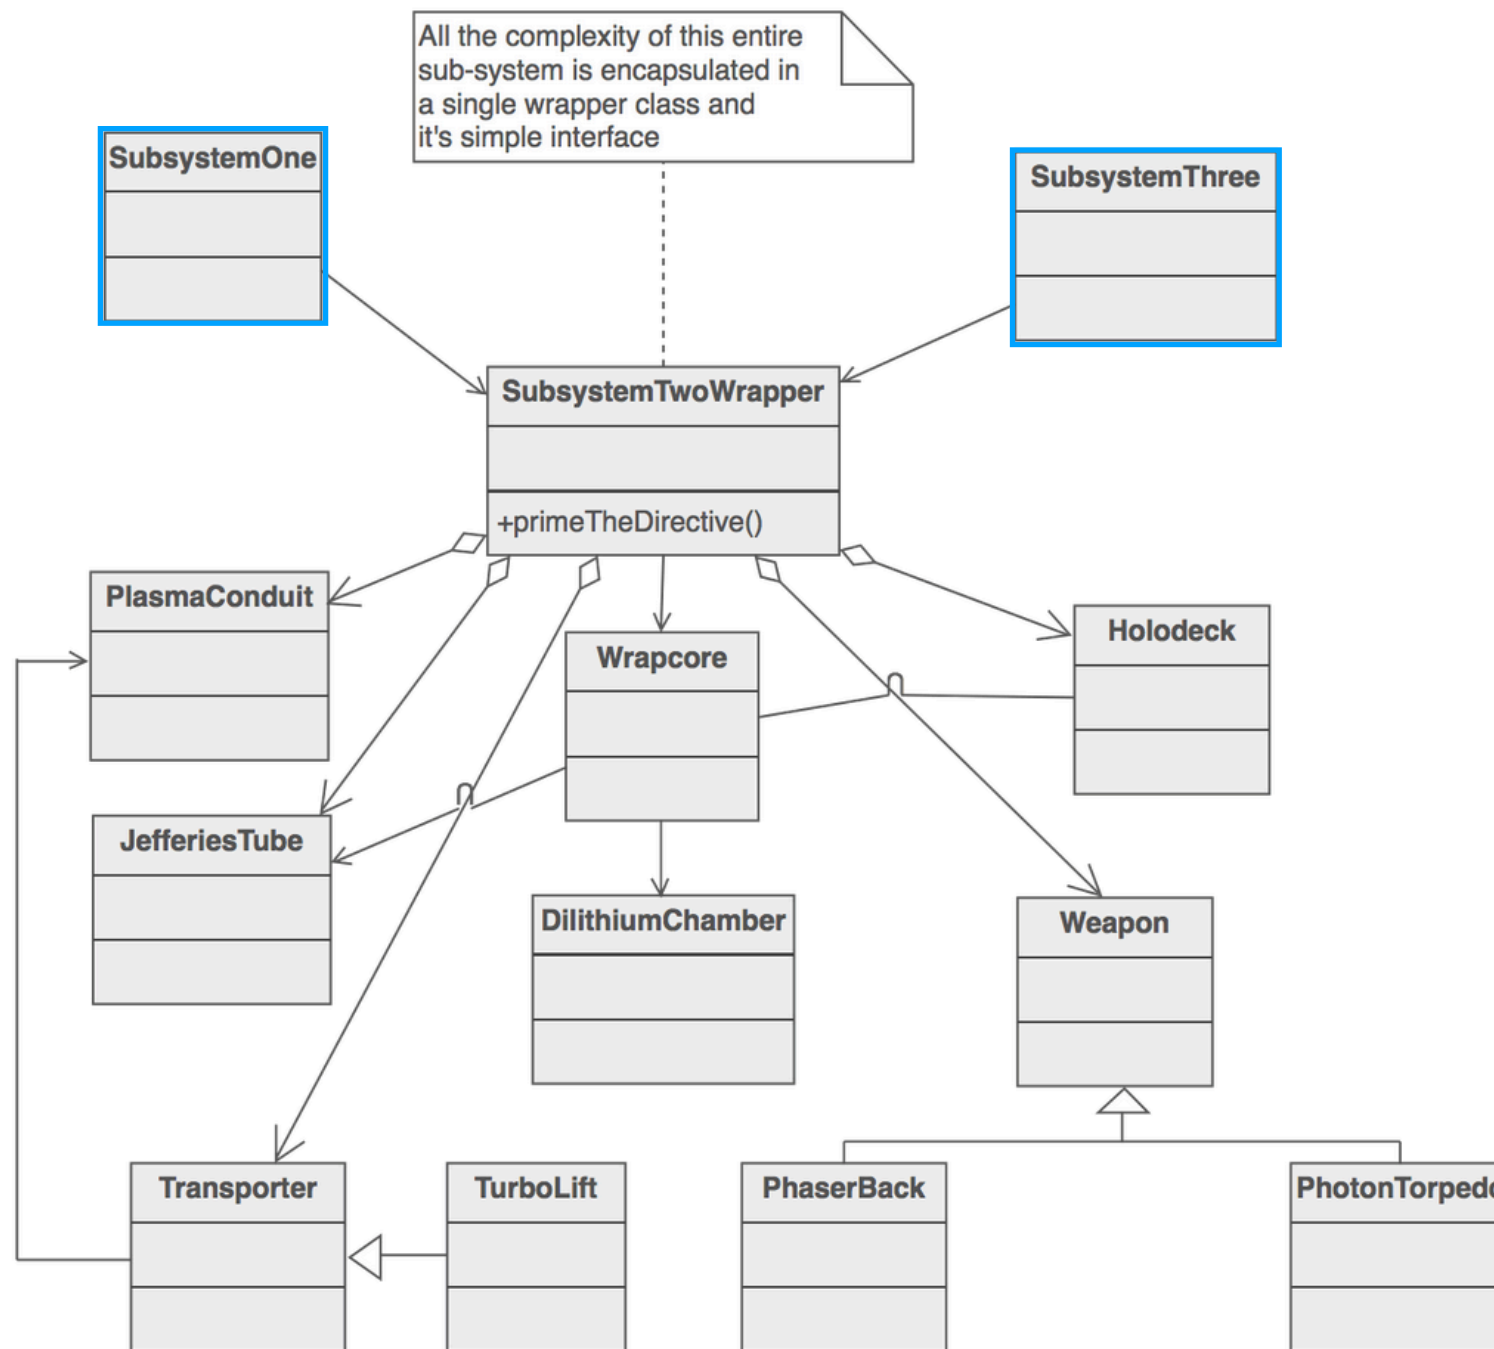 All the complexity of this entire
sub-system is encapsulated in
a single wrapper class and
it's simple interface
SubsystemOne
SubsystemThree
SubsystemTwoWrapper
+primeTheDirective()
PlasmaConduit
Holodeck
Wrapcore
JefferiesTube
DilithiumChamber
Weapon
Transporter
TurboLift
PhaserBack
PhotonTorped